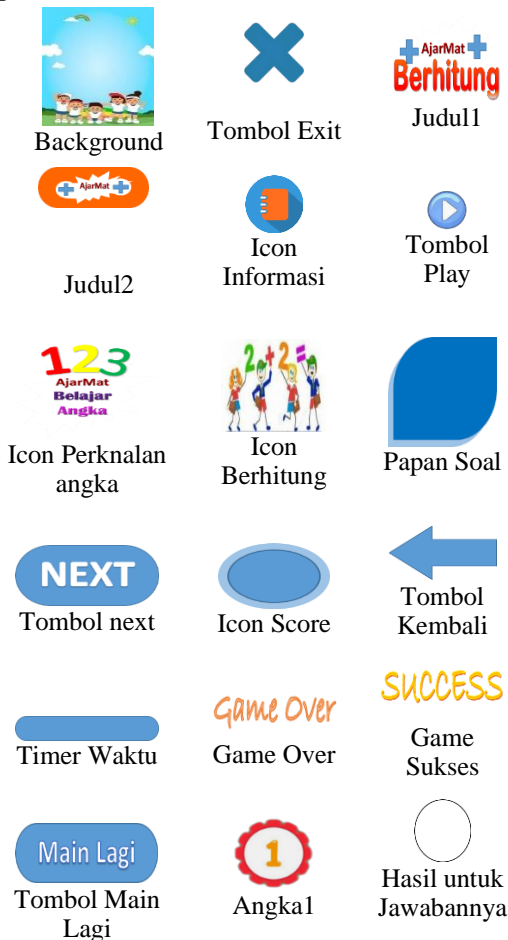 AjarMat
Berhitung
Background
Tombol Exit
Judul1
AjarMat
Judul2
Icon
Informasi
Tombol
Play
123
AjarMat
Belajar
Angka
2+2=
Icon Perknalan
angka
Icon
Berhitung
Papan Soal
NEXT
Tombol next
Icon Score
Tombol
Kembali
Timer Waktu
Game Over
Game Over
SUCCESS
Game
Sukses
Main Lagi
Tombol Main
Lagi
1
Angka1
Hasil untuk
Jawabannya